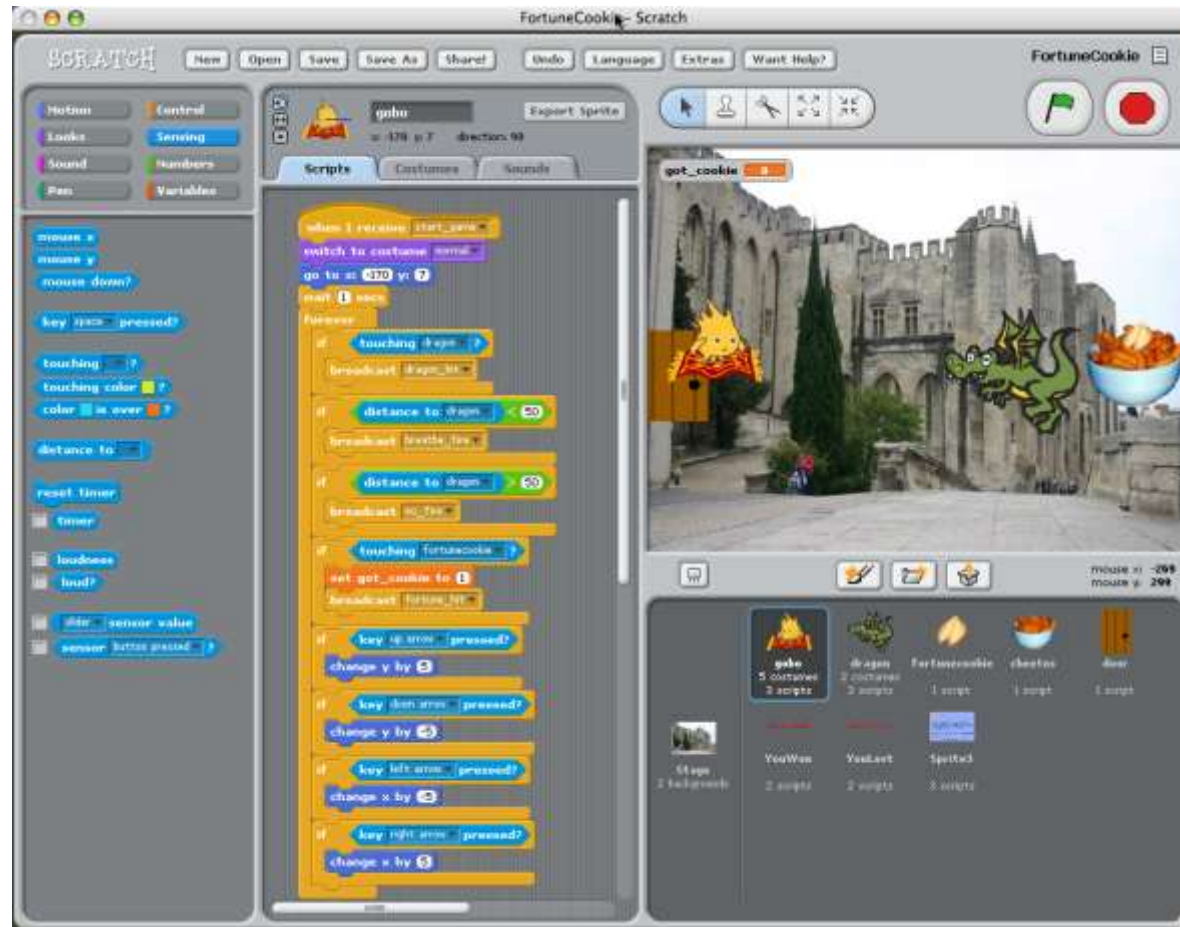 FortuneCookie - Scratch
SCRATCH
New Open Save Save As Share! Undo Language Extras Want Help?
FortuneCookie
Motion Control
Looks Sensing
Sound Numbers
Pen Variables
mouse x
mouse y
mouse down?
key space pressed?
touching ?
touching color ?
color is over ?
distance to
reset timer
timer
loudness
loud?
slider sensor value
sensor button pressed ?
gobo
Export Sprite
x: -170 y: 7 direction: 90
Scripts Costumes Sounds
when I receive start_game
switch to costume normal
go to x: -170 y: 7
wait 1 secs
forever
if touching dragon ?
broadcast dragon_hit
if distance to dragon < 50
broadcast breathe_fire
if distance to dragon > 50
broadcast no_fire
if touching fortunecookie ?
set got_cookie to 1
broadcast fortune_hit
if key up arrow pressed?
change y by 5
if key down arrow pressed?
change y by -5
if key left arrow pressed?
change x by -5
if key right arrow pressed?
change x by 5
got_cookie 0
mouse x: -209
mouse y: 290
gobo
5 costumes
3 scripts
dragon
2 costumes
3 scripts
fortunecookie
1 script
cheetos
1 script
door
1 script
Stage
2 backgrounds
YouWon
2 scripts
YouLost
2 scripts
Sprite3
3 scripts